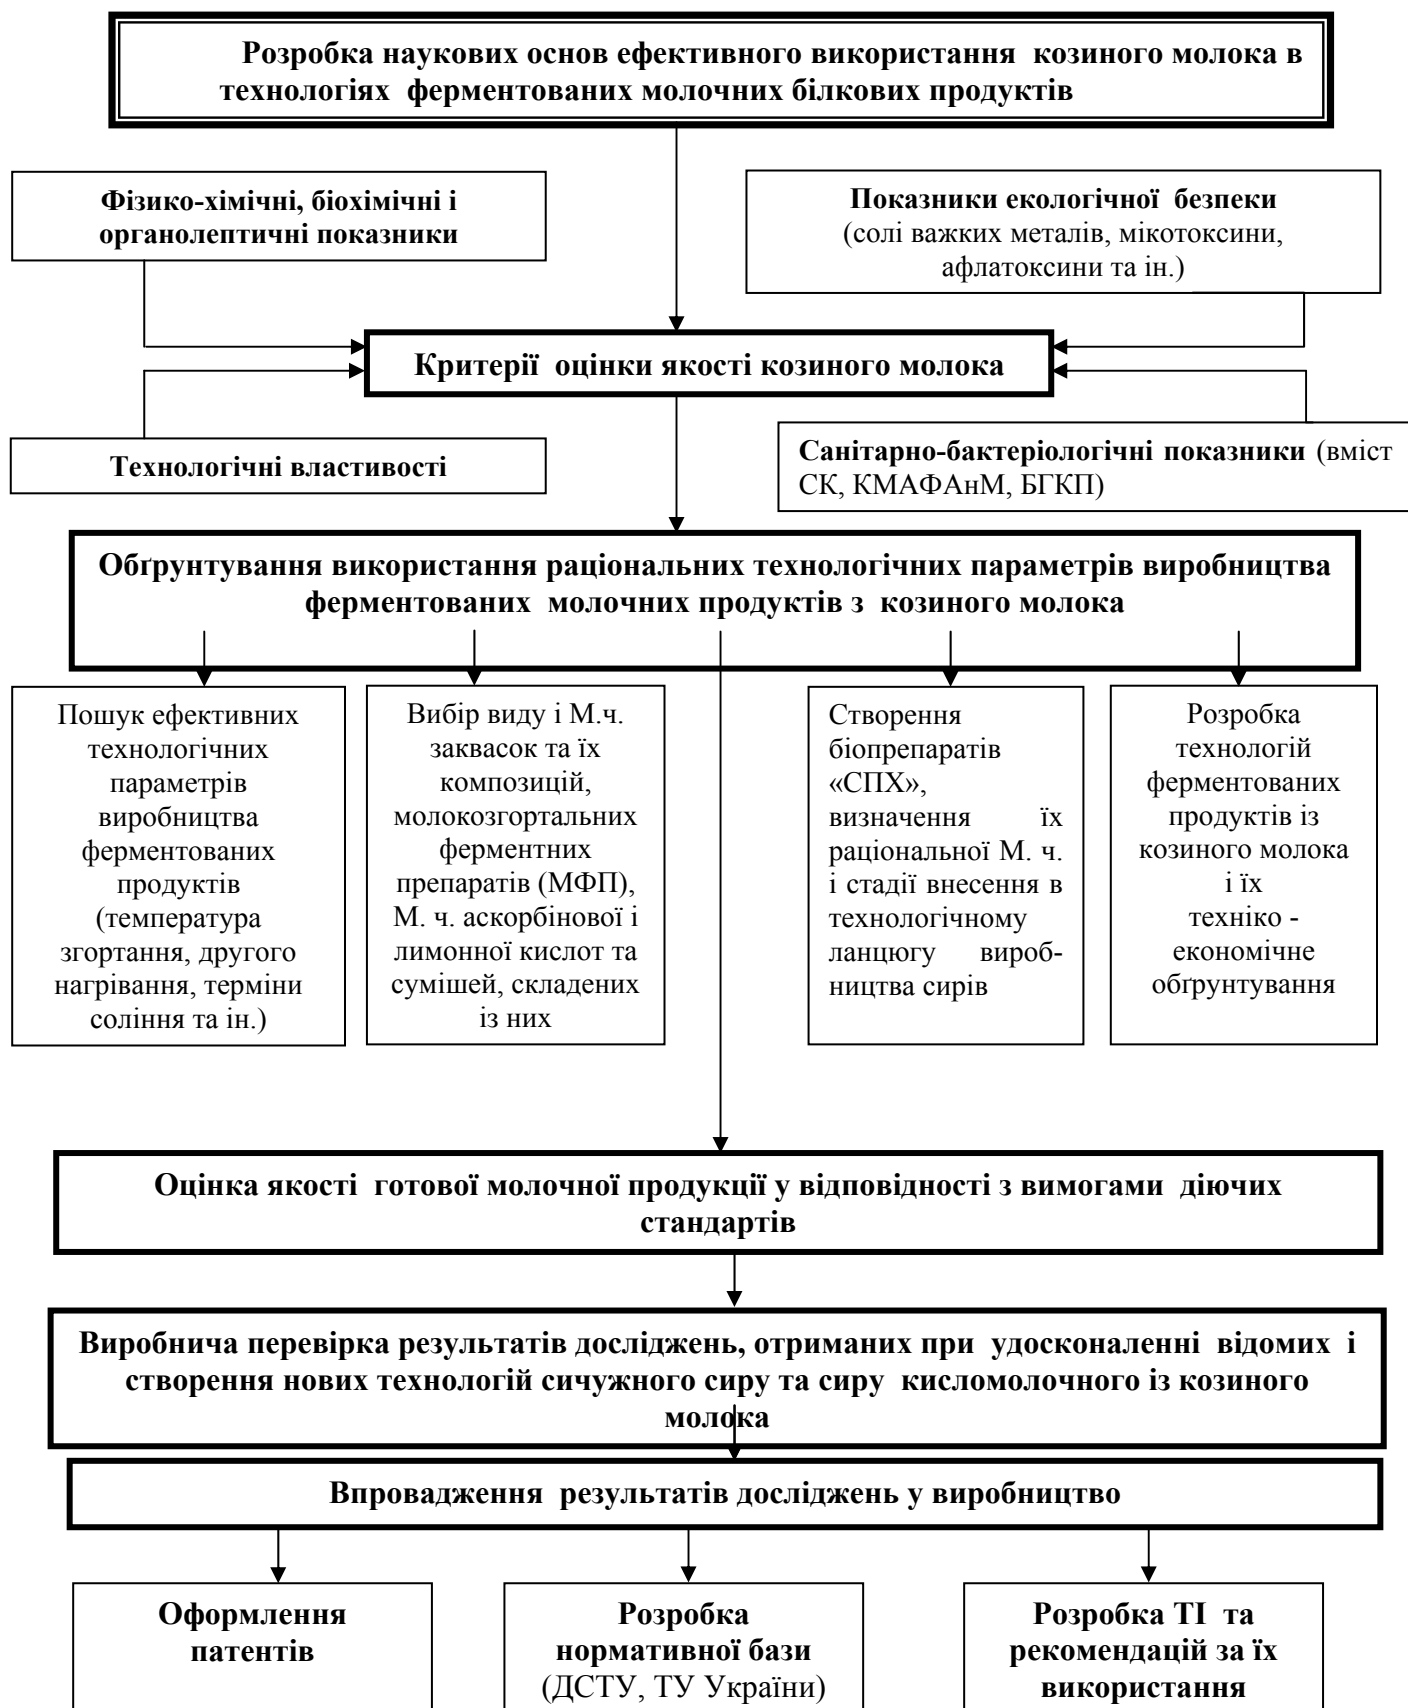 Розробка наукових основ ефективного використання козиного молока в
технологіях ферментованих молочних білкових продуктів
Фізико-хімічні, біохімічні і
органолептичні показники
Показники екологічної безпеки
(солі важких металів, мікотоксини,
афлатоксини та ін.)
Критерії оцінки якості козиного молока
Технологічні властивості
Санітарно-бактеріологічні показники (вміст
СК, КМАФАнМ, БГКП)
Обґрунтування використання раціональних технологічних параметрів виробництва
ферментованих молочних продуктів з козиного молока
Пошук ефективних
технологічних
параметрів
виробництва
ферментованих
продуктів
(температура
згортання, другого
нагрівання, терміни
соління та ін.)
Вибір виду і М.ч.
заквасок та їх
композицій,
молокозгортальних
ферментних
препаратів (МФП),
М. ч. аскорбінової і
лимонної кислот та
сумішей, складених
із них
Створення
біопрепаратів
«СПХ»,
визначення їх
раціональної М. ч.
і стадії внесення в
технологічному
ланцюгу вироб-
ництва сирів
Розробка
технологій
ферментованих
продуктів із
козиного молока
і їх
техніко -
економічне
обґрунтування
Оцінка якості готової молочної продукції у відповідності з вимогами діючих
стандартів
Виробнича перевірка результатів досліджень, отриманих при удосконаленні відомих і
створення нових технологій сичужного сиру та сиру кисломолочного із козиного
молока
Впровадження результатів досліджень у виробництво
Оформлення
патентів
Розробка
нормативної бази
(ДСТУ, ТУ України)
Розробка ТІ та
рекомендацій за їх
використання